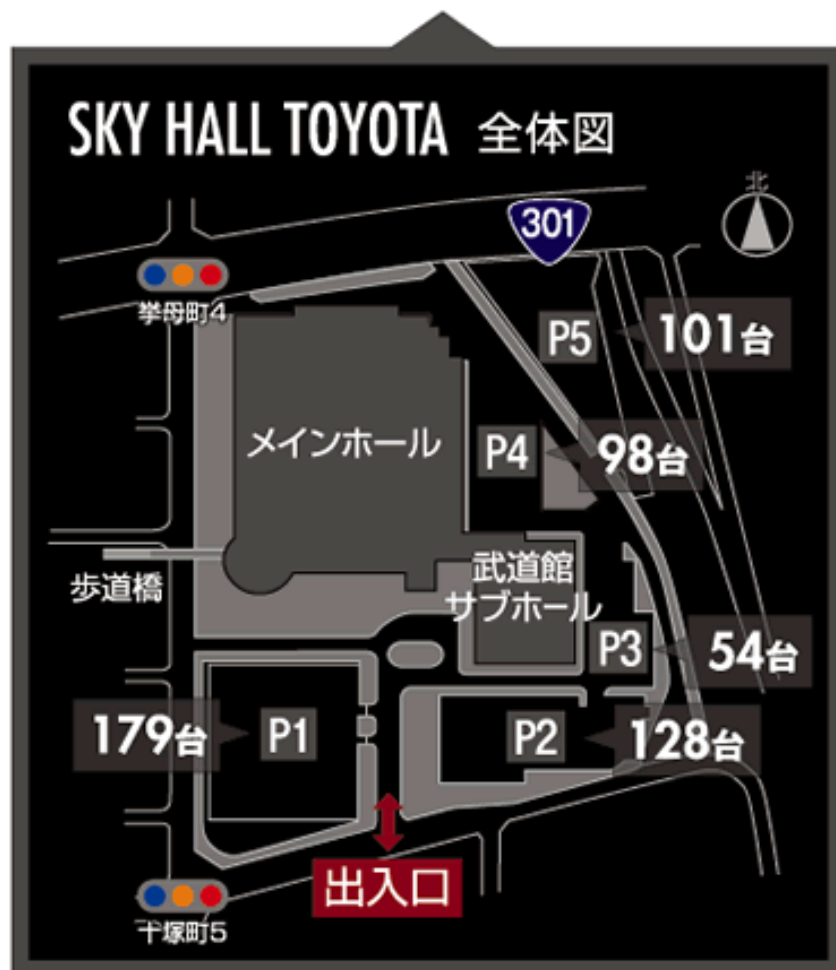 SKY HALL TOYOTA 全体図
北
301
挙母町4
P5
101台
メインホール
P4
98台
歩道橋
武道館
サブホール
P3
54台
179台
P1
P2
128台
出入口
十塚町5